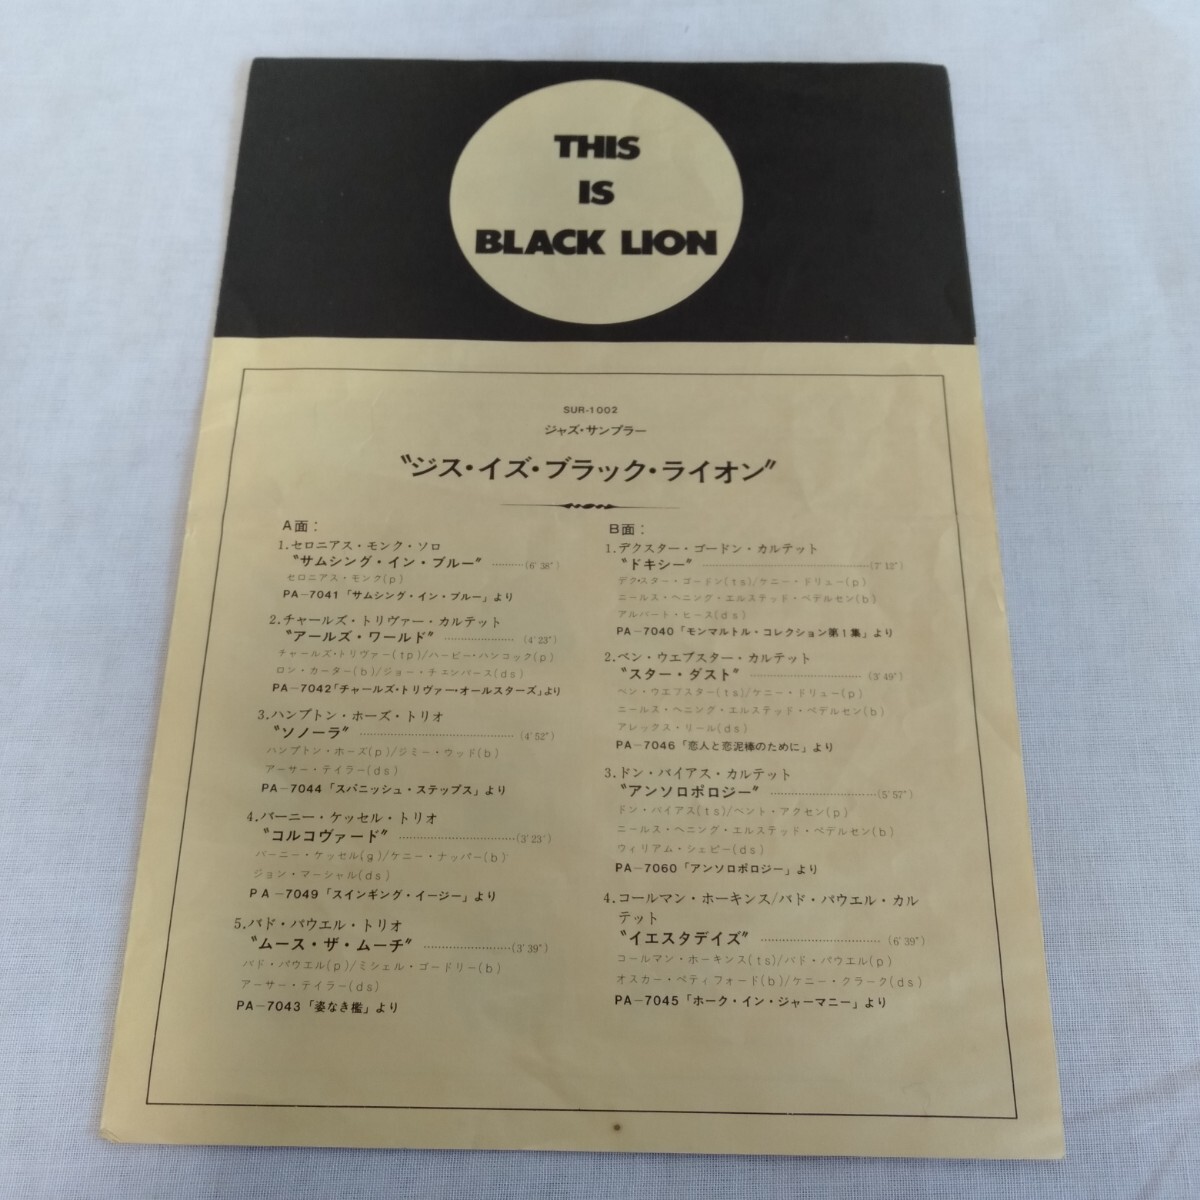 THIS
IS
BLACK LION
SUR-1002
ジャズ・サンプラー
〝ジス・イズ・ブラック・ライオン〟
A面：
1.セロニアス・モンク・ソロ
〝サムシング・イン・ブルー〟 ………(6′38″)
セロニアス・モンク(p)
PA-7041「サムシング・イン・ブルー」より
2.チャールズ・トリヴァー・カルテット
〝アールズ・ワールド〟 ………………(4′23″)
チャールズ・トリヴァー(tp)/ハービー・ハンコック(p)
ロン・カーター(b)/ジョー・チェンバース(ds)
PA-7042「チャールズ・トリヴァー・オールスターズ」より
3.ハンプトン・ホーズ・トリオ
〝ソノーラ〟 ………………………(4′52″)
ハンプトン・ホーズ(p)/ジミー・ウッド(b)
アーサー・テイラー(ds)
PA-7044「スパニッシュ・ステップス」より
4.バーニー・ケッセル・トリオ
〝コルコヴァード〟 ………………………(3′23″)
バーニー・ケッセル(g)/ケニー・ナッパー(b)
ジョン・マーシャル(ds)
PA-7049「スインギング・イージー」より
5.バド・パウエル・トリオ
〝ムース・ザ・ムーチ〟 …………………(3′39″)
バド・パウエル(p)/ミシェル・ゴードリー(b)
アーサー・テイラー(ds)
PA-7043「姿なき檻」より
B面：
1.デクスター・ゴードン・カルテット
〝ドキシー〟 ………………………(7′12″)
デクスター・ゴードン(ts)/ケニー・ドリュー(p)
ニールス・ヘニング・エルステッド・ペデルセン(b)
アルバート・ヒース(ds)
PA-7040「モンマルトル・コレクション第1集」より
2.ベン・ウエブスター・カルテット
〝スター・ダスト〟 ………………………(3′49″)
ベン・ウエブスター(ts)/ケニー・ドリュー(p)
ニールス・ヘニング・エルステッド・ペデルセン(b)
アレックス・リール(ds)
PA-7046「恋人と恋泥棒のために」より
3.ドン・バイアス・カルテット
〝アンソロポロジー〟 ………………………(5′57″)
ドン・バイアス(ts)/ベント・アクセン(p)
ニールス・ヘニング・エルステッド・ペデルセン(b)
ウィリアム・シェピー(ds)
PA-7060「アンソロポロジー」より
4.コールマン・ホーキンス/バド・パウエル・カル
テット
〝イエスタデイズ〟 ………………………(6′39″)
コールマン・ホーキンス(ts)/バド・パウエル(p)
オスカー・ペティフォード(b)/ケニー・クラーク(ds)
PA-7045「ホーク・イン・ジャーマニー」より